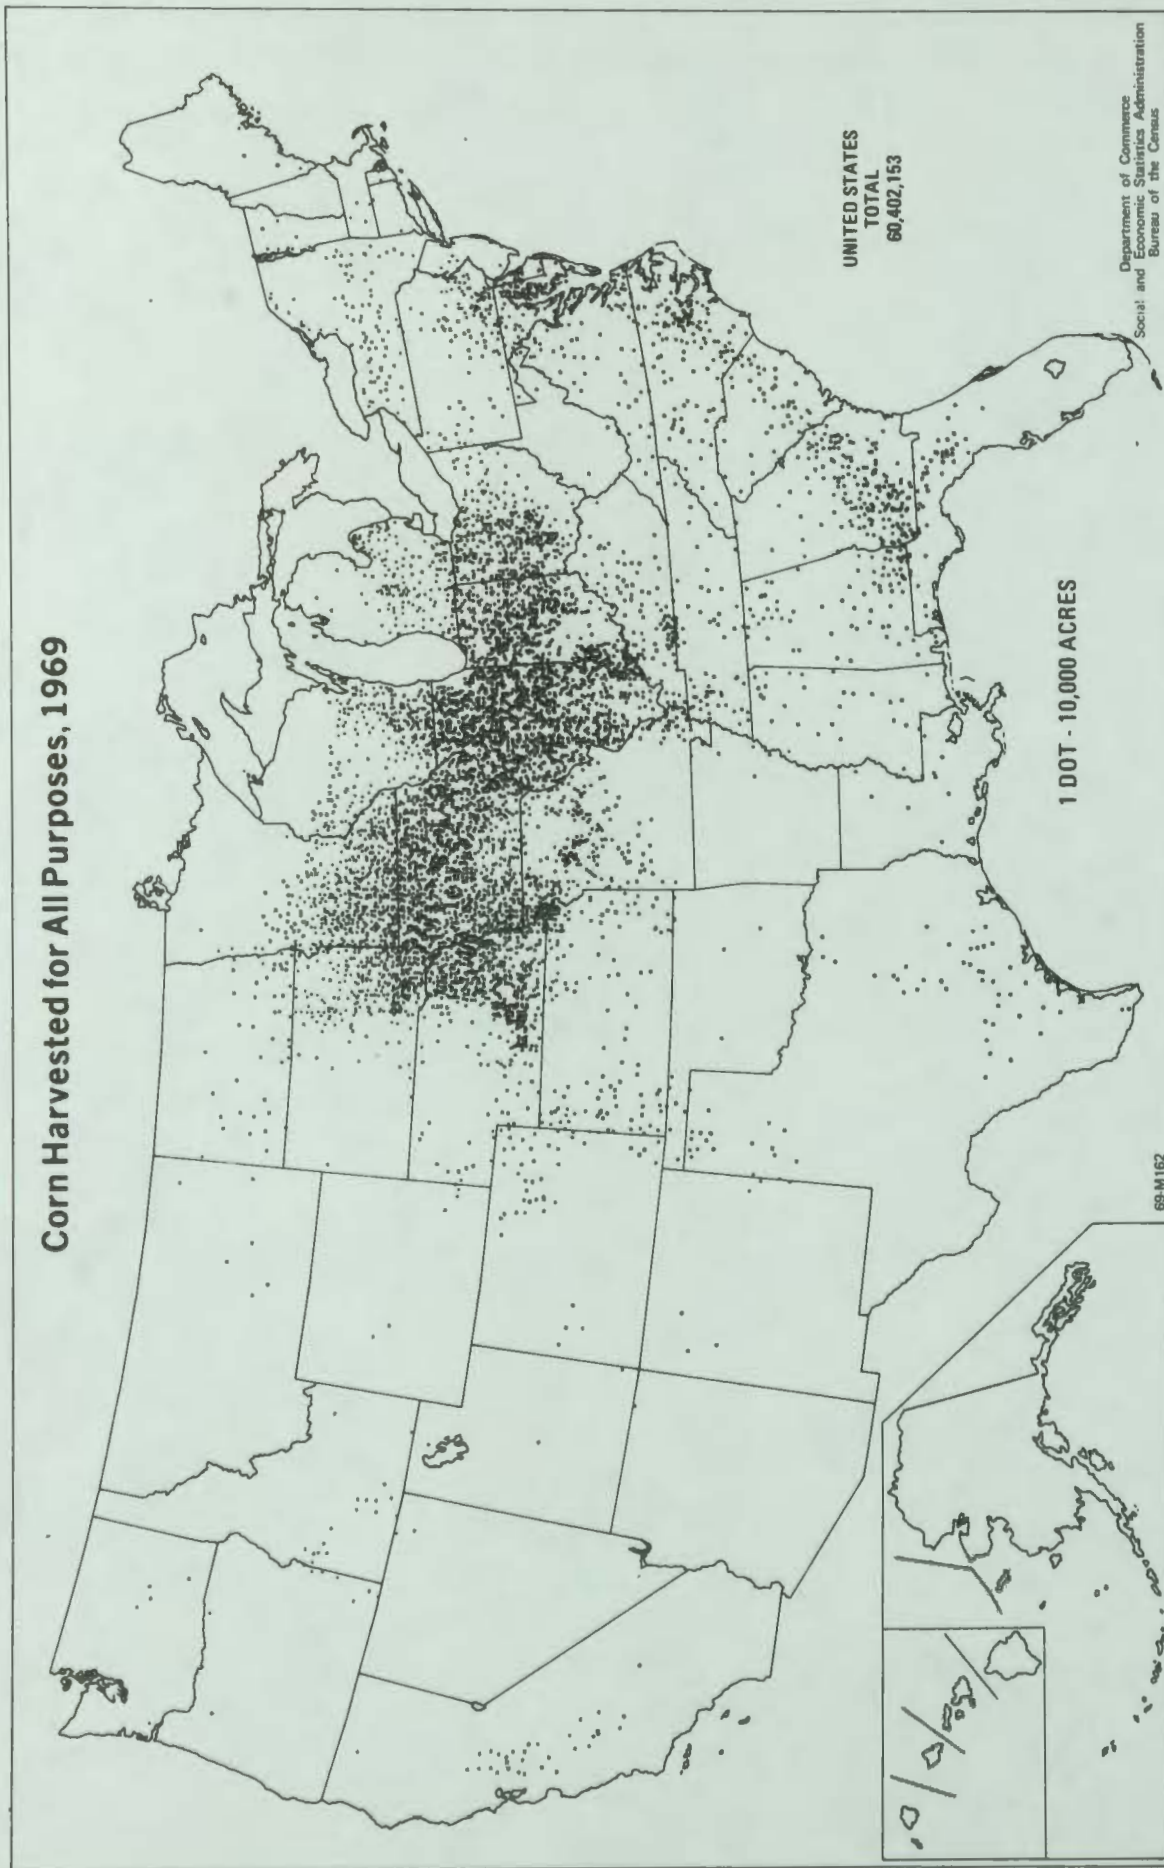 Corn Harvested for All Purposes, 1969
UNITED STATES
TOTAL
60,402,153
1 DOT - 10,000 ACRES
69-M162
Department of Commerce
Social and Economic Statistics Administration
Bureau of the Census